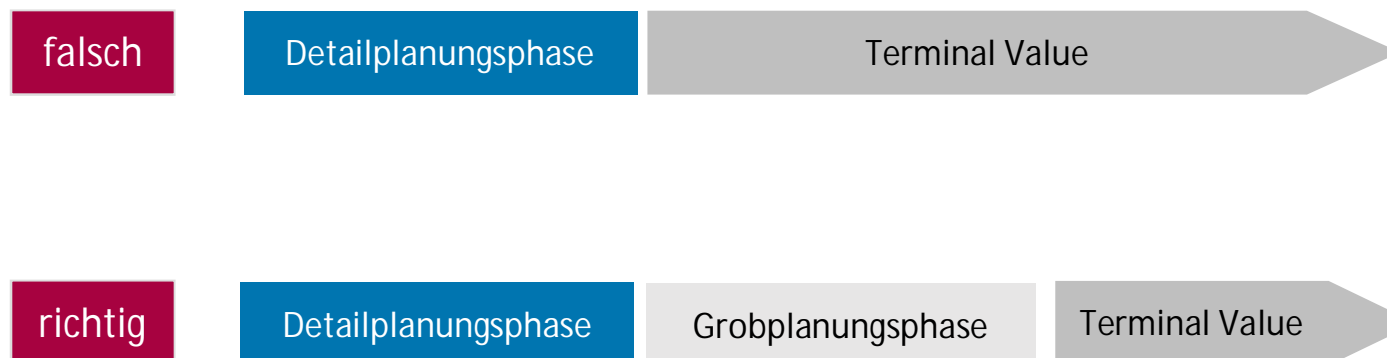 falsch
Detailplanungsphase
Terminal Value
richtig
Detailplanungsphase
Grobplanungsphase
Terminal Value